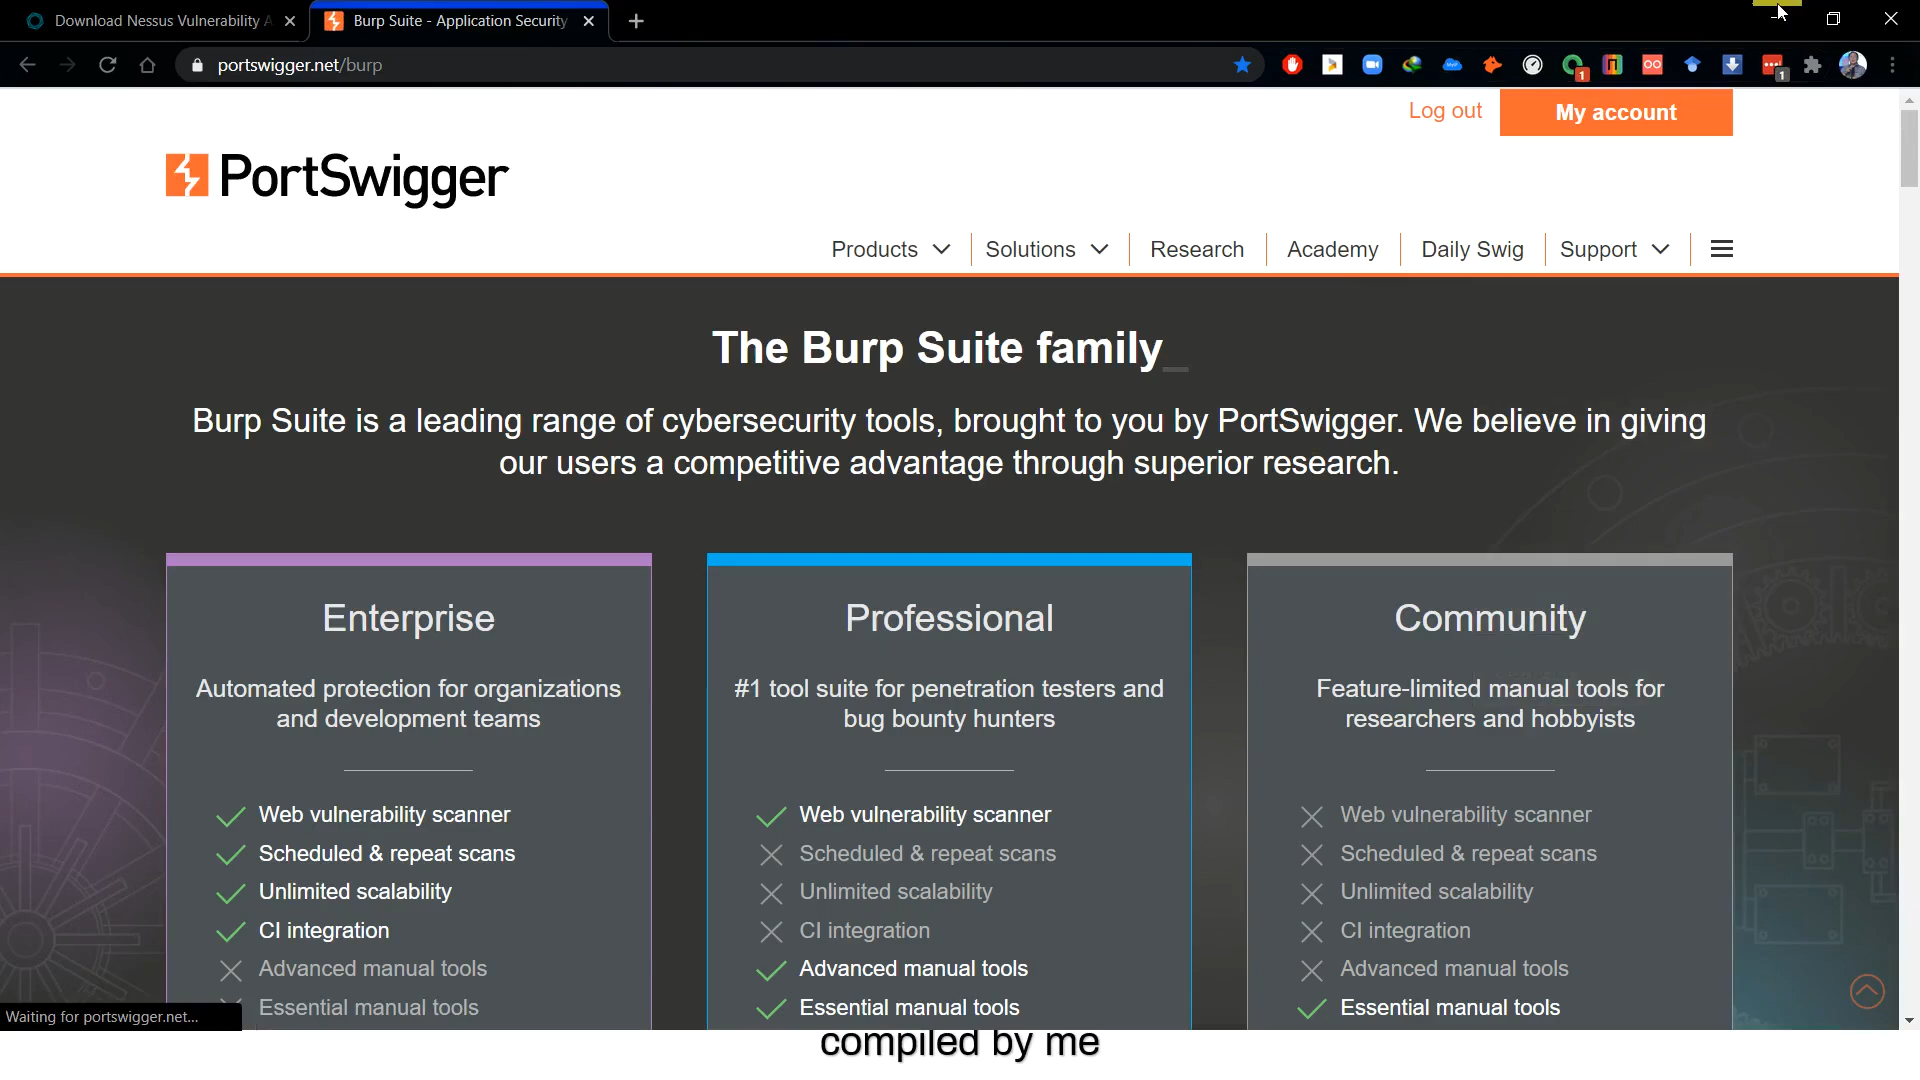 Download Nessus Vulnerability A
Burp Suite - Application Security
portswigger.net/burp
1
1
Log out
My account
PortSwigger
Products
Solutions
Research
Academy
Daily Swig
Support
The Burp Suite family_
Burp Suite is a leading range of cybersecurity tools, brought to you by PortSwigger. We believe in giving
our users a competitive advantage through superior research.
Enterprise
Automated protection for organizations
and development teams
Web vulnerability scanner
Scheduled & repeat scans
Unlimited scalability
CI integration
Advanced manual tools
Essential manual tools
Professional
#1 tool suite for penetration testers and
bug bounty hunters
Web vulnerability scanner
Scheduled & repeat scans
Unlimited scalability
CI integration
Advanced manual tools
Essential manual tools
Community
Feature-limited manual tools for
researchers and hobbyists
Web vulnerability scanner
Scheduled & repeat scans
Unlimited scalability
CI integration
Advanced manual tools
Essential manual tools
Waiting for portswigger.net...
compiled by me